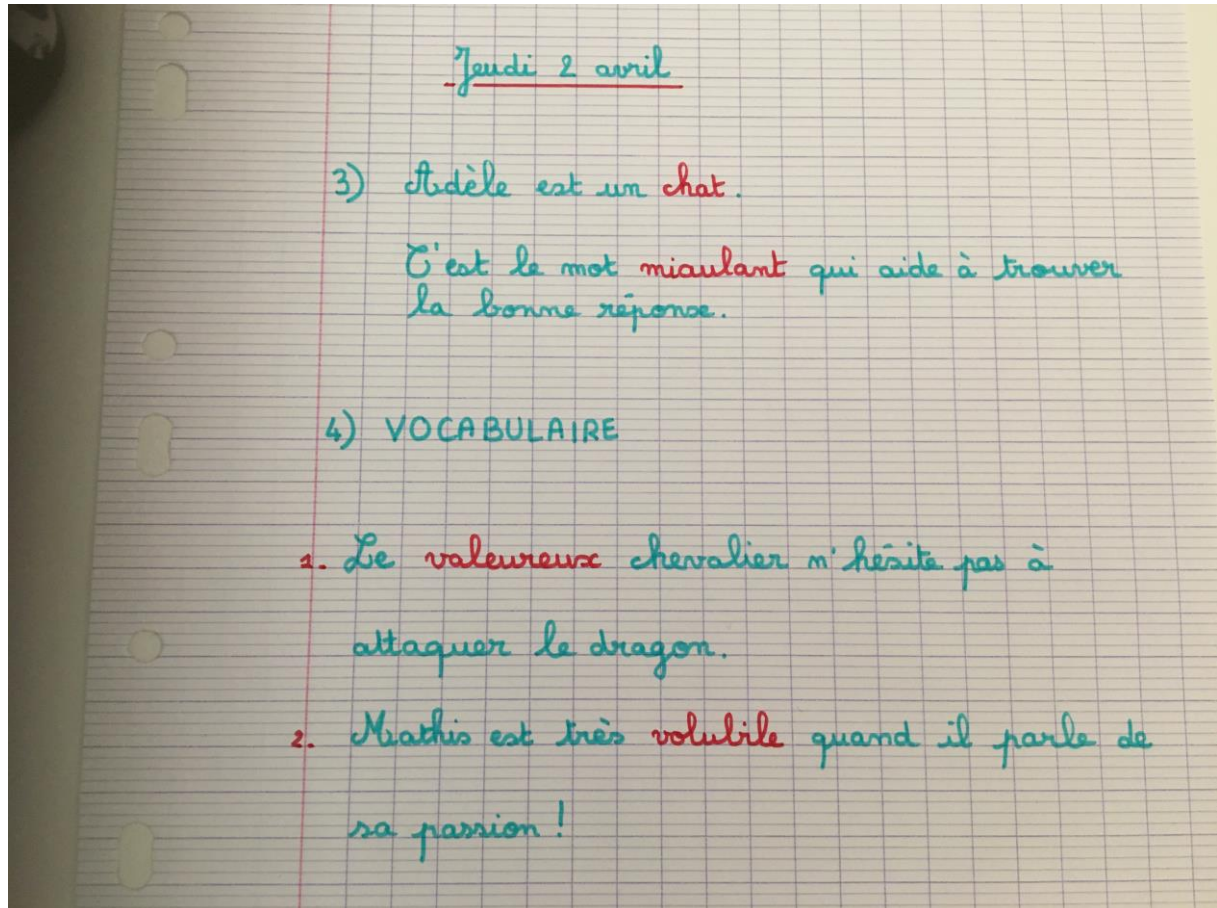 Jeudi 2 avril
3) Adèle est un chat.
C'est le mot miaulant qui aide à trouver
la bonne réponse.
4) VOCABULAIRE
1. Le valeureux chevalier n'hésite pas à
attaquer le dragon.
2. Mathis est très volubile quand il parle de
sa passion !